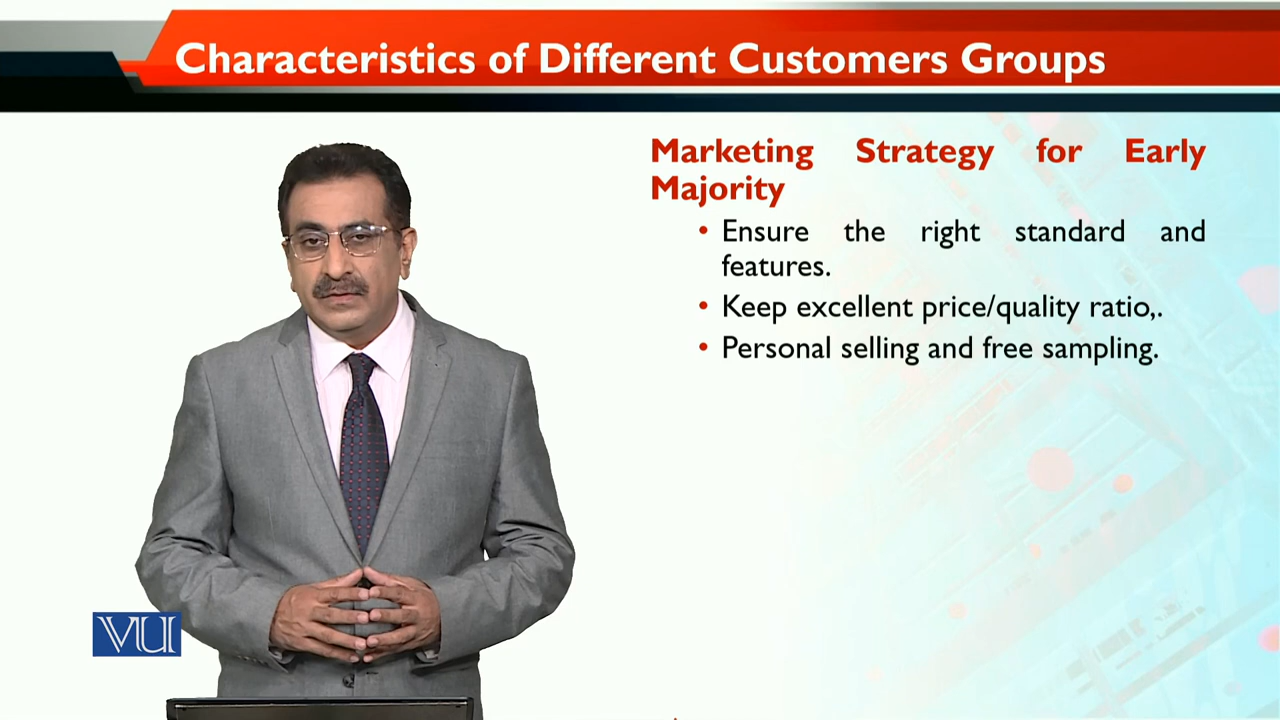 Characteristics of Different Customers Groups
Marketing Strategy for Early
Majority
• Ensure the right standard and
features.
• Keep excellent price/quality ratio,.
• Personal selling and free sampling.
VU